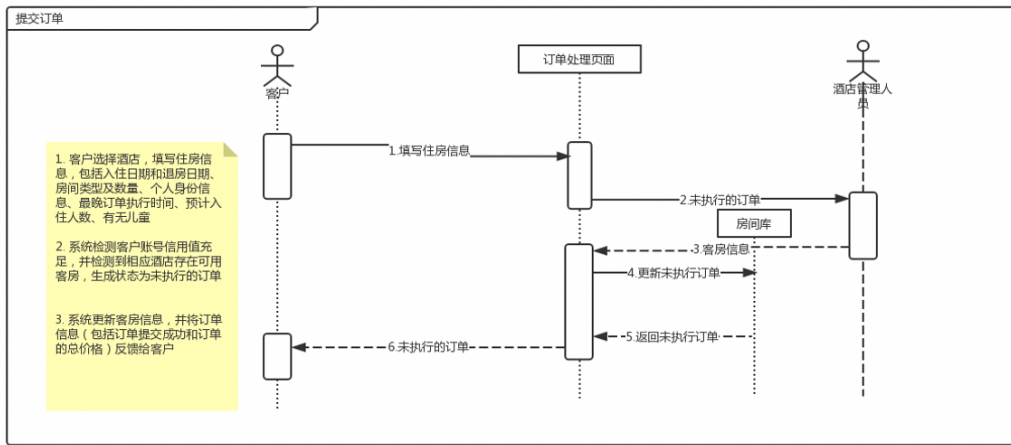 提交订单
客户
订单处理页面
酒店管理人
员
1. 客户选择酒店，填写住房信
息，包括入住日期和退房日期、
房间类型及数量、个人身份信
息、最晚订单执行时间、预计入
住人数、有无儿童
2. 系统检测客户账号信用值充
足，并检测到相应酒店存在可用
客房，生成状态为未执行的订单
3. 系统更新客房信息，并将订单
信息（包括订单提交成功和订单
的总价格）反馈给客户
1.填写住房信息
2.未执行的订单
房间库
3.客房信息
4.更新未执行订单
5.返回未执行订单
6.未执行的订单